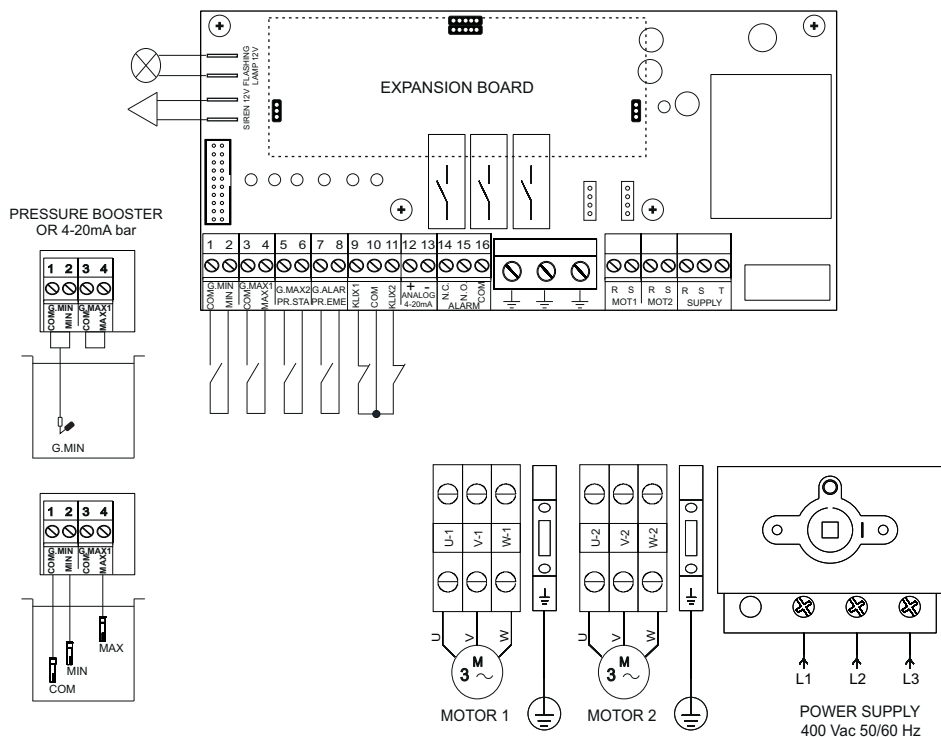 FLASHING
LAMP 12V
SIREN 12V
EXPANSION BOARD
PRESSURE BOOSTER
OR 4-20mA bar
1 2 3 4
G.MIN G.MAX1
COM MIN COM MAX1
G.MIN
1 2 3 4 5 6 7 8 9 10 11 12 13 14 15 16
G.MIN G.MAX1 G.MAX2 G.ALAR
COM MIN COM MAX1 PR.STA PR.EME KLIX1 COM KLIX2
+ -
ANALOG
4-20mA
N.C. N.O. COM
ALARM
R S R S R S T
MOT1 MOT2 SUPPLY
1 2 3 4
G.MIN G.MAX1
COM MIN COM MAX1
MAX
MIN
COM
U-1 V-1 W-1
U V W
M
3 ~
MOTOR 1
U-2 V-2 W-2
U V W
M
3 ~
MOTOR 2
O I
L1 L2 L3
POWER SUPPLY
400 Vac 50/60 Hz